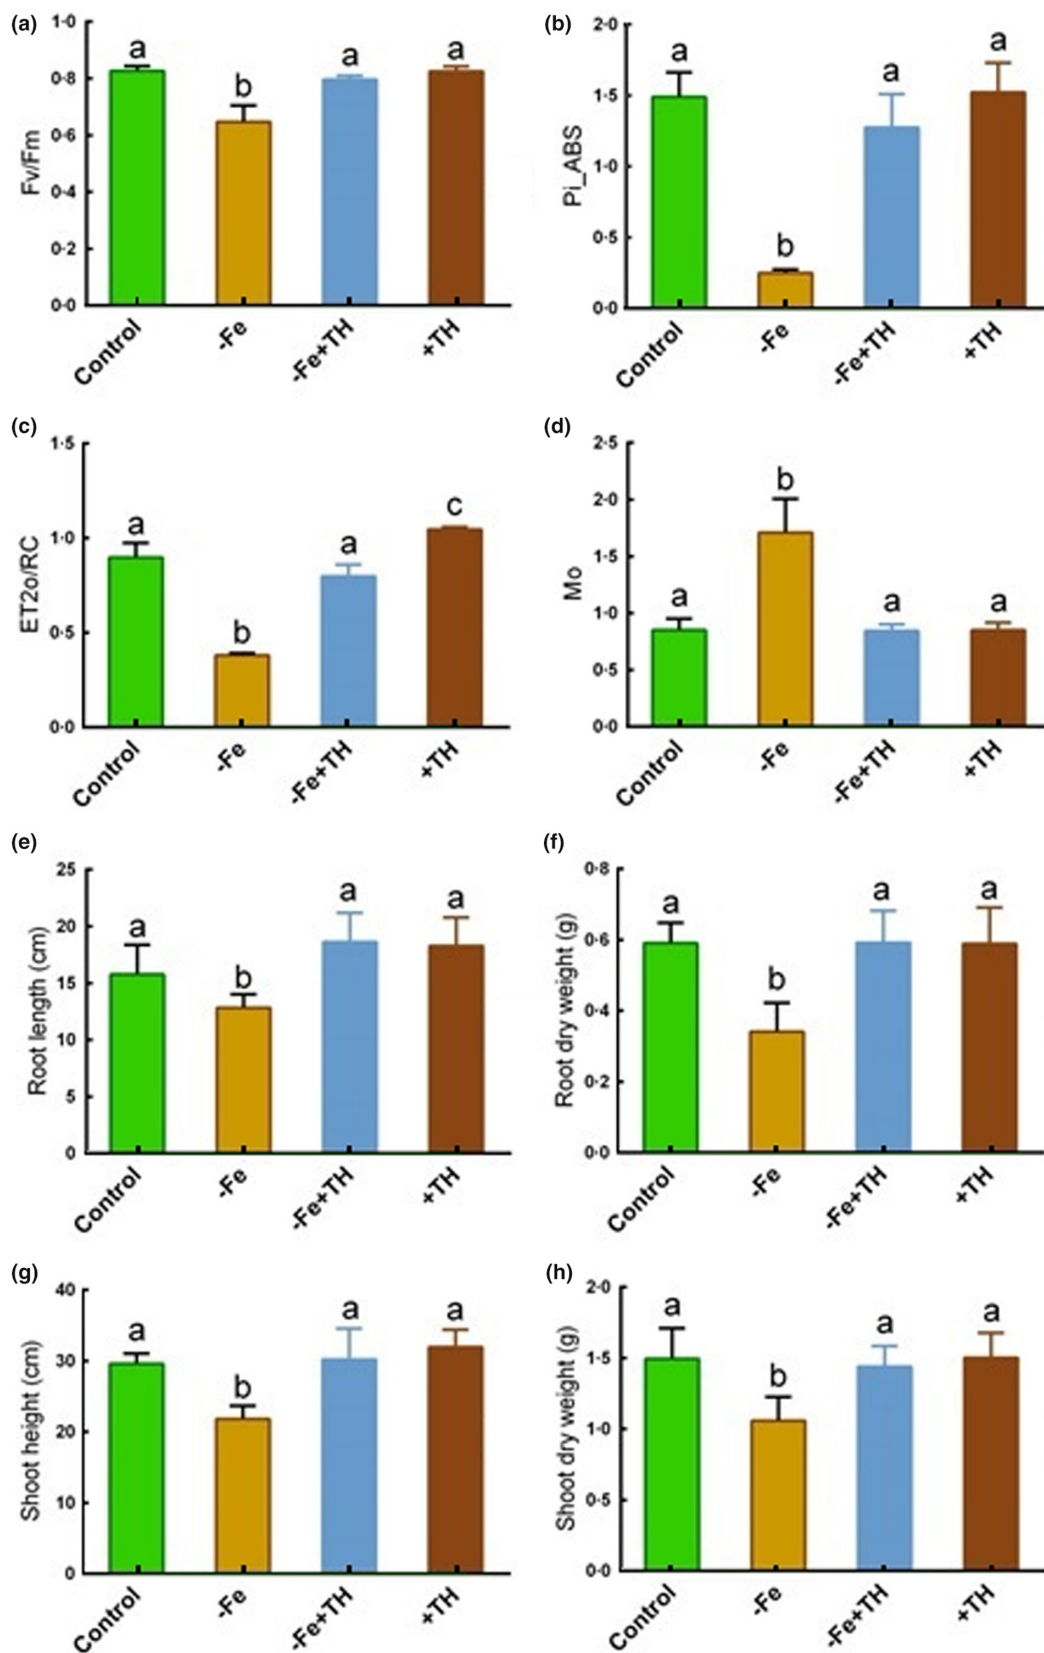 (a)
Fv/Fm
1·0
0·8
0·6
0·4
0·2
0·0
a
b
a
a
Control
-Fe
-Fe+TH
+TH
(b)
Pi_ABS
2·0
1·5
1·0
0·5
0·0
a
b
a
a
Control
-Fe
-Fe+TH
+TH
(c)
ET2o/RC
1·5
1·0
0·5
0·0
a
b
a
c
Control
-Fe
-Fe+TH
+TH
(d)
Mo
2·5
2·0
1·5
1·0
0·5
0·0
a
b
a
a
Control
-Fe
-Fe+TH
+TH
(e)
Root length (cm)
25
20
15
10
5
0
a
b
a
a
Control
-Fe
-Fe+TH
+TH
(f)
Root dry weight (g)
0·8
0·6
0·4
0·2
0·0
a
b
a
a
Control
-Fe
-Fe+TH
+TH
(g)
Shoot height (cm)
40
30
20
10
0
a
b
a
a
Control
-Fe
-Fe+TH
+TH
(h)
Shoot dry weight (g)
2·0
1·5
1·0
0·5
0·0
a
b
a
a
Control
-Fe
-Fe+TH
+TH